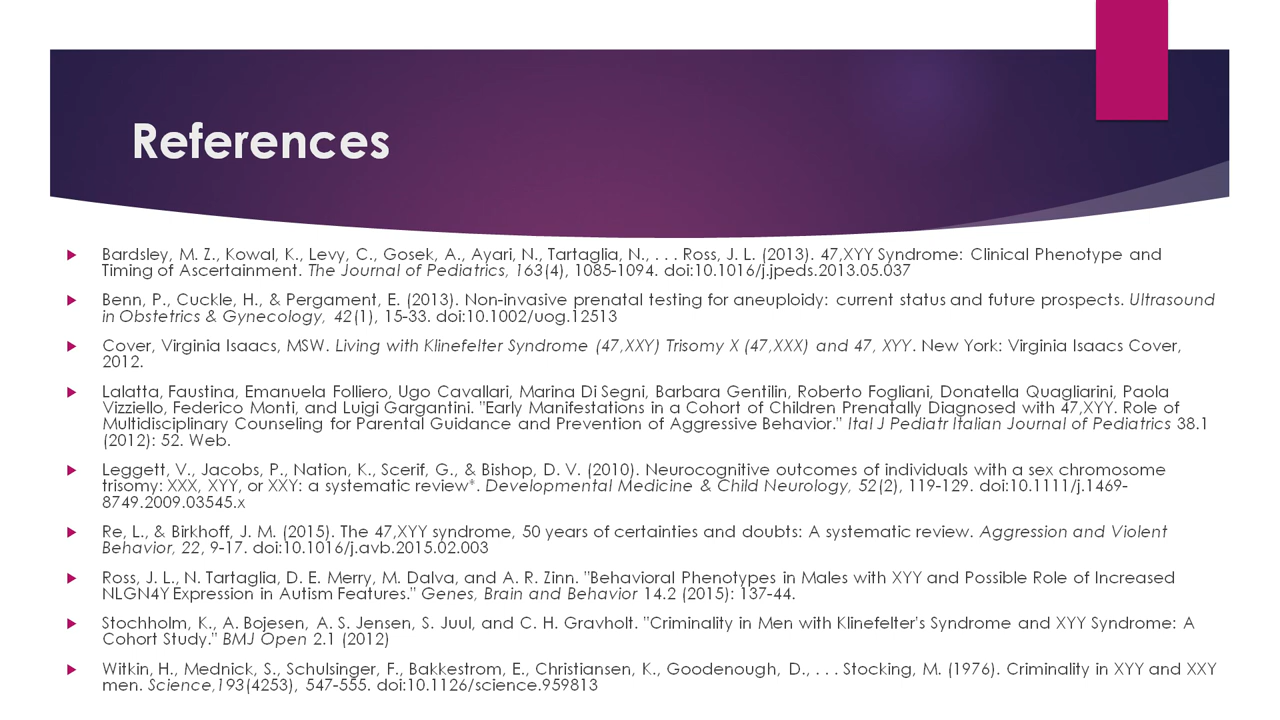 References
Bardsley, M. Z., Kowal, K., Levy, C., Gosek, A., Ayari, N., Tartaglia, N., . . . Ross, J. L. (2013). 47,XYY Syndrome: Clinical Phenotype and
Timing of Ascertainment. The Journal of Pediatrics, 163(4), 1085-1094. doi:10.1016/j.jpeds.2013.05.037
Benn, P., Cuckle, H., & Pergament, E. (2013). Non-invasive prenatal testing for aneuploidy: current status and future prospects. Ultrasound
in Obstetrics & Gynecology, 42(1), 15-33. doi:10.1002/uog.12513
Cover, Virginia Isaacs, MSW. Living with Klinefelter Syndrome (47,XXY) Trisomy X (47,XXX) and 47, XYY. New York: Virginia Isaacs Cover,
2012.
Lalatta, Faustina, Emanuela Folliero, Ugo Cavallari, Marina Di Segni, Barbara Gentilin, Roberto Fogliani, Donatella Quagliarini, Paola
Vizziello, Federico Monti, and Luigi Gargantini. "Early Manifestations in a Cohort of Children Prenatally Diagnosed with 47,XYY. Role of
Multidisciplinary Counseling for Parental Guidance and Prevention of Aggressive Behavior." Ital J Pediatr Italian Journal of Pediatrics 38.1
(2012): 52. Web.
Leggett, V., Jacobs, P., Nation, K., Scerif, G., & Bishop, D. V. (2010). Neurocognitive outcomes of individuals with a sex chromosome
trisomy: XXX, XYY, or XXY: a systematic review*. Developmental Medicine & Child Neurology, 52(2), 119-129. doi:10.1111/j.1469-
8749.2009.03545.x
Re, L., & Birkhoff, J. M. (2015). The 47,XYY syndrome, 50 years of certainties and doubts: A systematic review. Aggression and Violent
Behavior, 22, 9-17. doi:10.1016/j.avb.2015.02.003
Ross, J. L., N. Tartaglia, D. E. Merry, M. Dalva, and A. R. Zinn. "Behavioral Phenotypes in Males with XYY and Possible Role of Increased
NLGN4Y Expression in Autism Features." Genes, Brain and Behavior 14.2 (2015): 137-44.
Stochholm, K., A. Bojesen, A. S. Jensen, S. Juul, and C. H. Gravholt. "Criminality in Men with Klinefelter's Syndrome and XYY Syndrome: A
Cohort Study." BMJ Open 2.1 (2012)
Witkin, H., Mednick, S., Schulsinger, F., Bakkestrom, E., Christiansen, K., Goodenough, D., . . . Stocking, M. (1976). Criminality in XYY and XXY
men. Science,193(4253), 547-555. doi:10.1126/science.959813